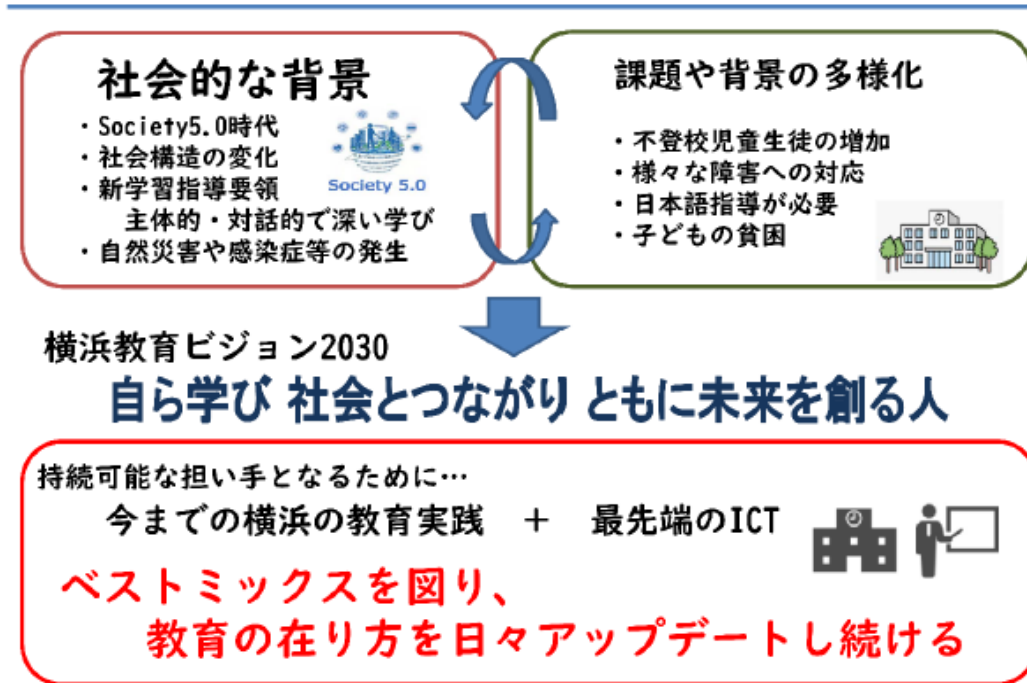 社会的な背景
・Society5.0時代
・社会構造の変化
・新学習指導要領
主体的・対話的で深い学び
・自然災害や感染症等の発生
Society 5.0
課題や背景の多様化
・不登校児童生徒の増加
・様々な障害への対応
・日本語指導が必要
・子どもの貧困
横浜教育ビジョン2030
自ら学び 社会とつながり ともに未来を創る人
持続可能な担い手となるために…
今までの横浜の教育実践 + 最先端のICT
ベストミックスを図り、
教育の在り方を日々アップデートし続ける